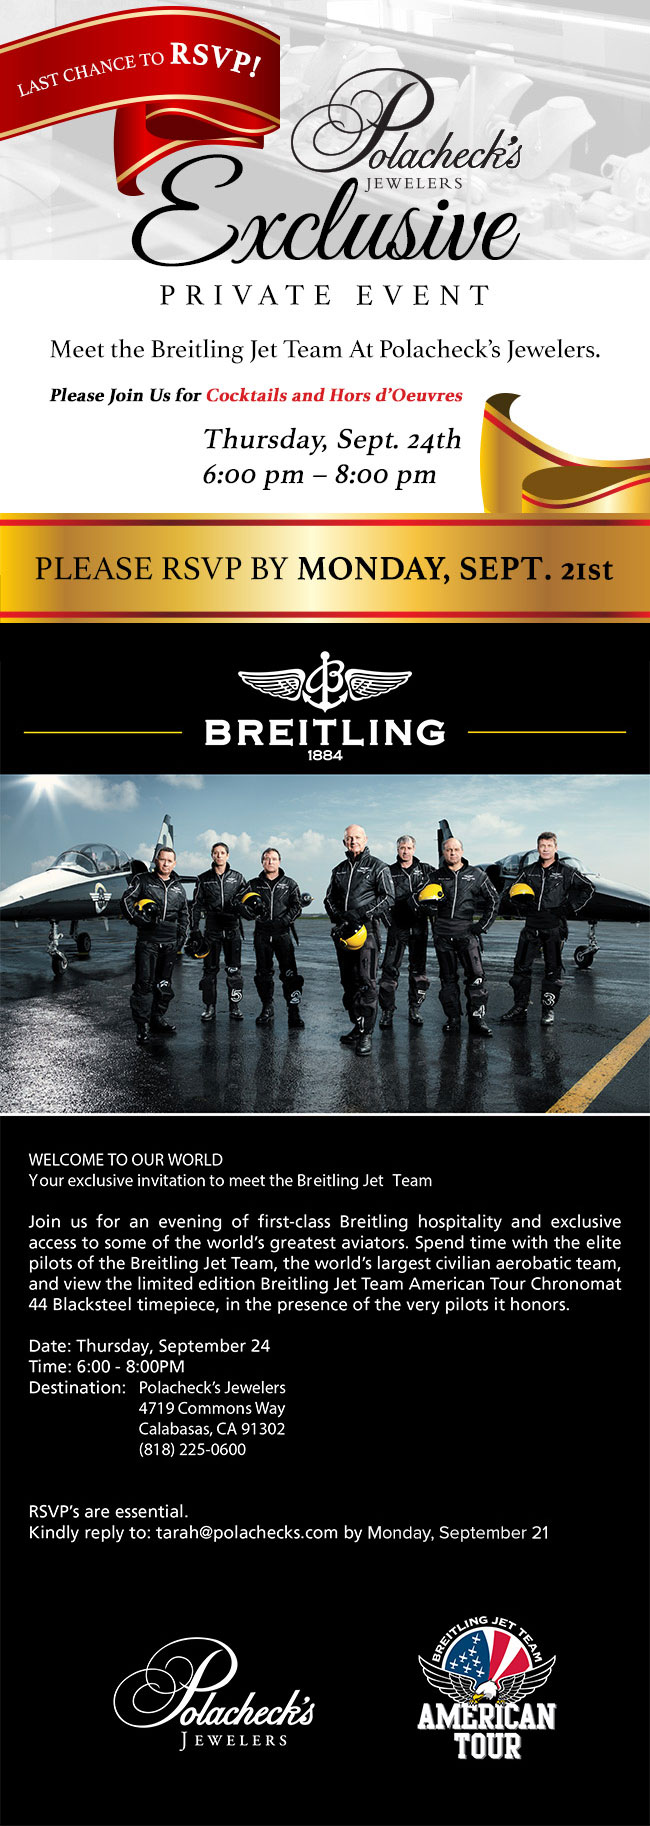 LAST CHANCE TO RSVP!
Polacheck's
JEWELERS
Exclusive
PRIVATE EVENT
Meet the Breitling Jet Team At Polacheck's Jewelers.
Please Join Us for Cocktails and Hors d'Oeuvres
Thursday, Sept. 24th
6:00 pm – 8:00 pm
PLEASE RSVP BY MONDAY, SEPT. 21st
B
BREITLING
1884
5
2
1
7
4
3
WELCOME TO OUR WORLD
Your exclusive invitation to meet the Breitling Jet Team
Join us for an evening of first-class Breitling hospitality and exclusive
access to some of the world's greatest aviators. Spend time with the elite
pilots of the Breitling Jet Team, the world's largest civilian aerobatic team,
and view the limited edition Breitling Jet Team American Tour Chronomat
44 Blacksteel timepiece, in the presence of the very pilots it honors.
Date: Thursday, September 24
Time: 6:00 - 8:00PM
Destination: Polacheck's Jewelers
4719 Commons Way
Calabasas, CA 91302
(818) 225-0600
RSVP's are essential.
Kindly reply to: tarah@polachecks.com by Monday, September 21
Polacheck's
JEWELERS
BREITLING JET TEAM
AMERICAN
TOUR